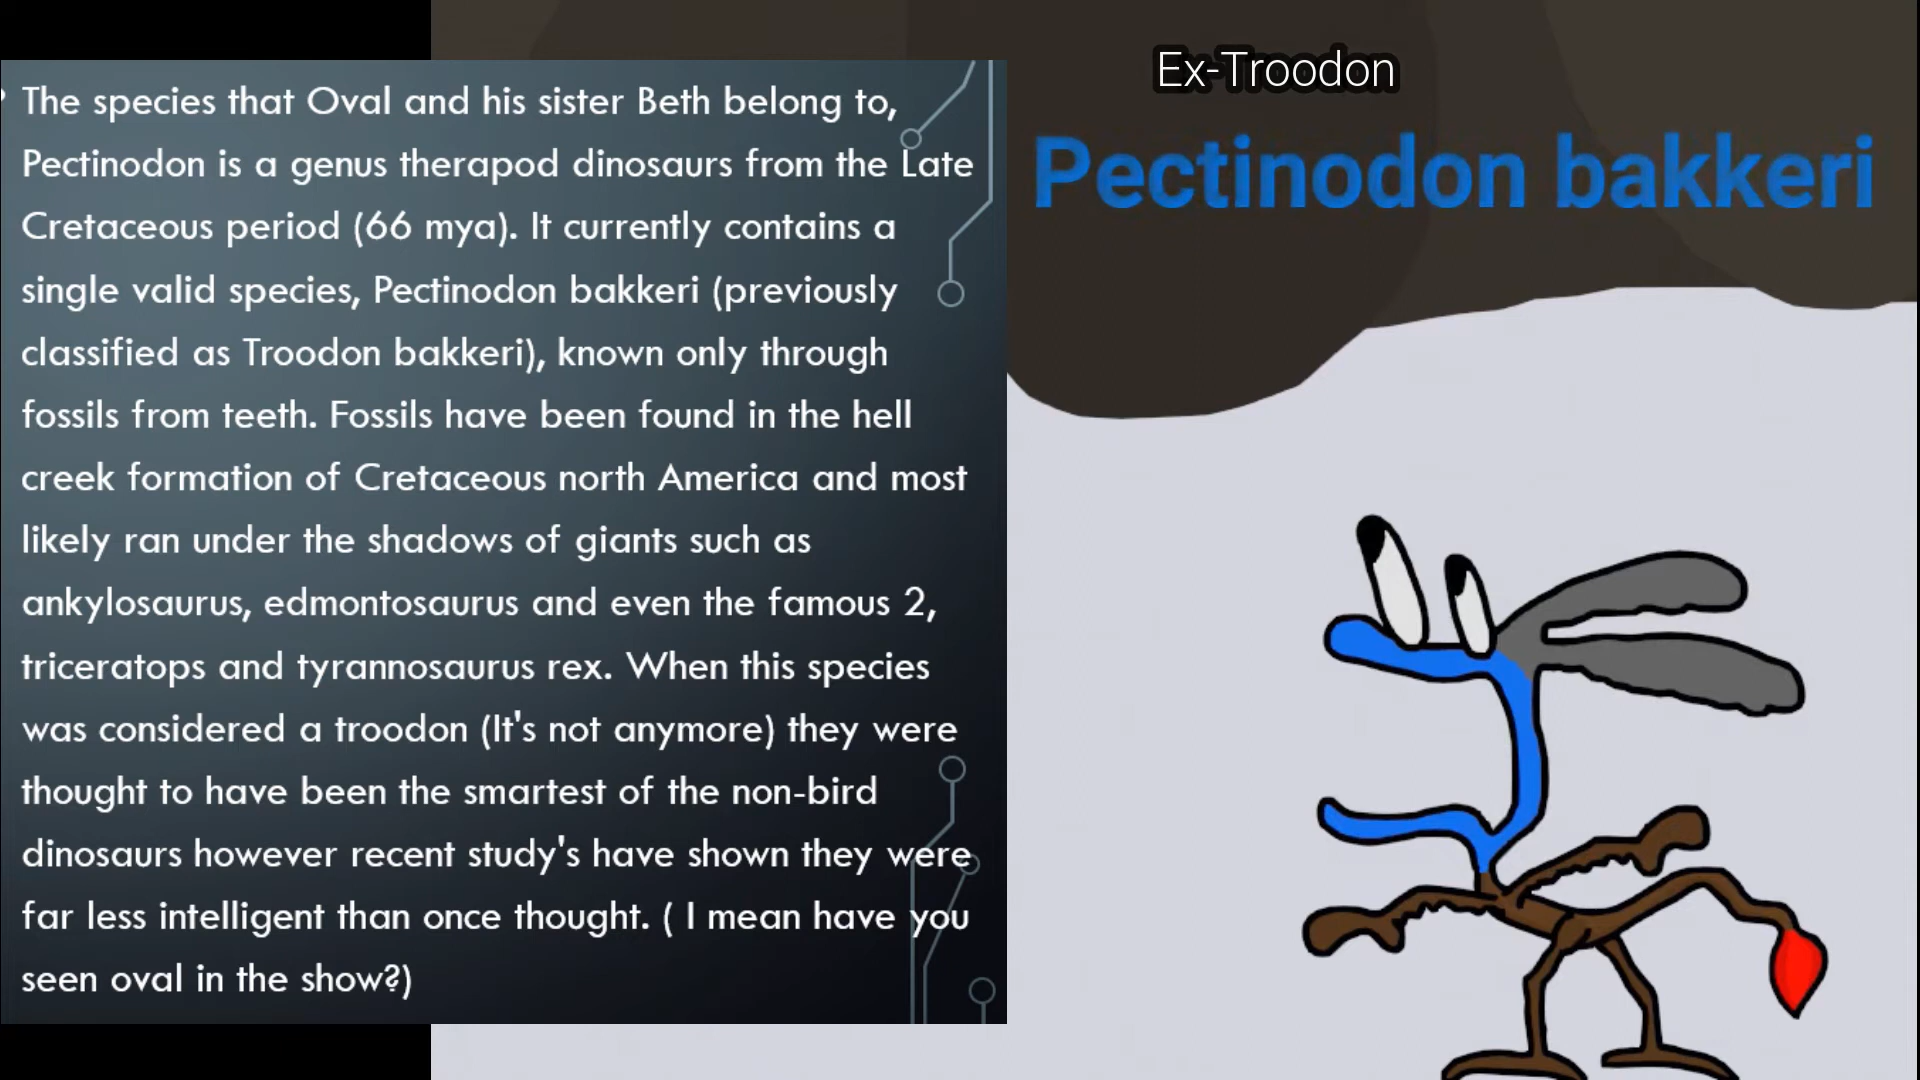 Ex-Troodon
Pectinodon bakkeri
The species that Oval and his sister Beth belong to,
Pectinodon is a genus therapod dinosaurs from the Late
Cretaceous period (66 mya). It currently contains a
single valid species, Pectinodon bakkeri (previously
classified as Troodon bakkeri), known only through
fossils from teeth. Fossils have been found in the hell
creek formation of Cretaceous north America and most
likely ran under the shadows of giants such as
ankylosaurus, edmontosaurus and even the famous 2,
triceratops and tyrannosaurus rex. When this species
was considered a troodon (It's not anymore) they were
thought to have been the smartest of the non-bird
dinosaurs however recent study's have shown they were
far less intelligent than once thought. ( I mean have you
seen oval in the show?)